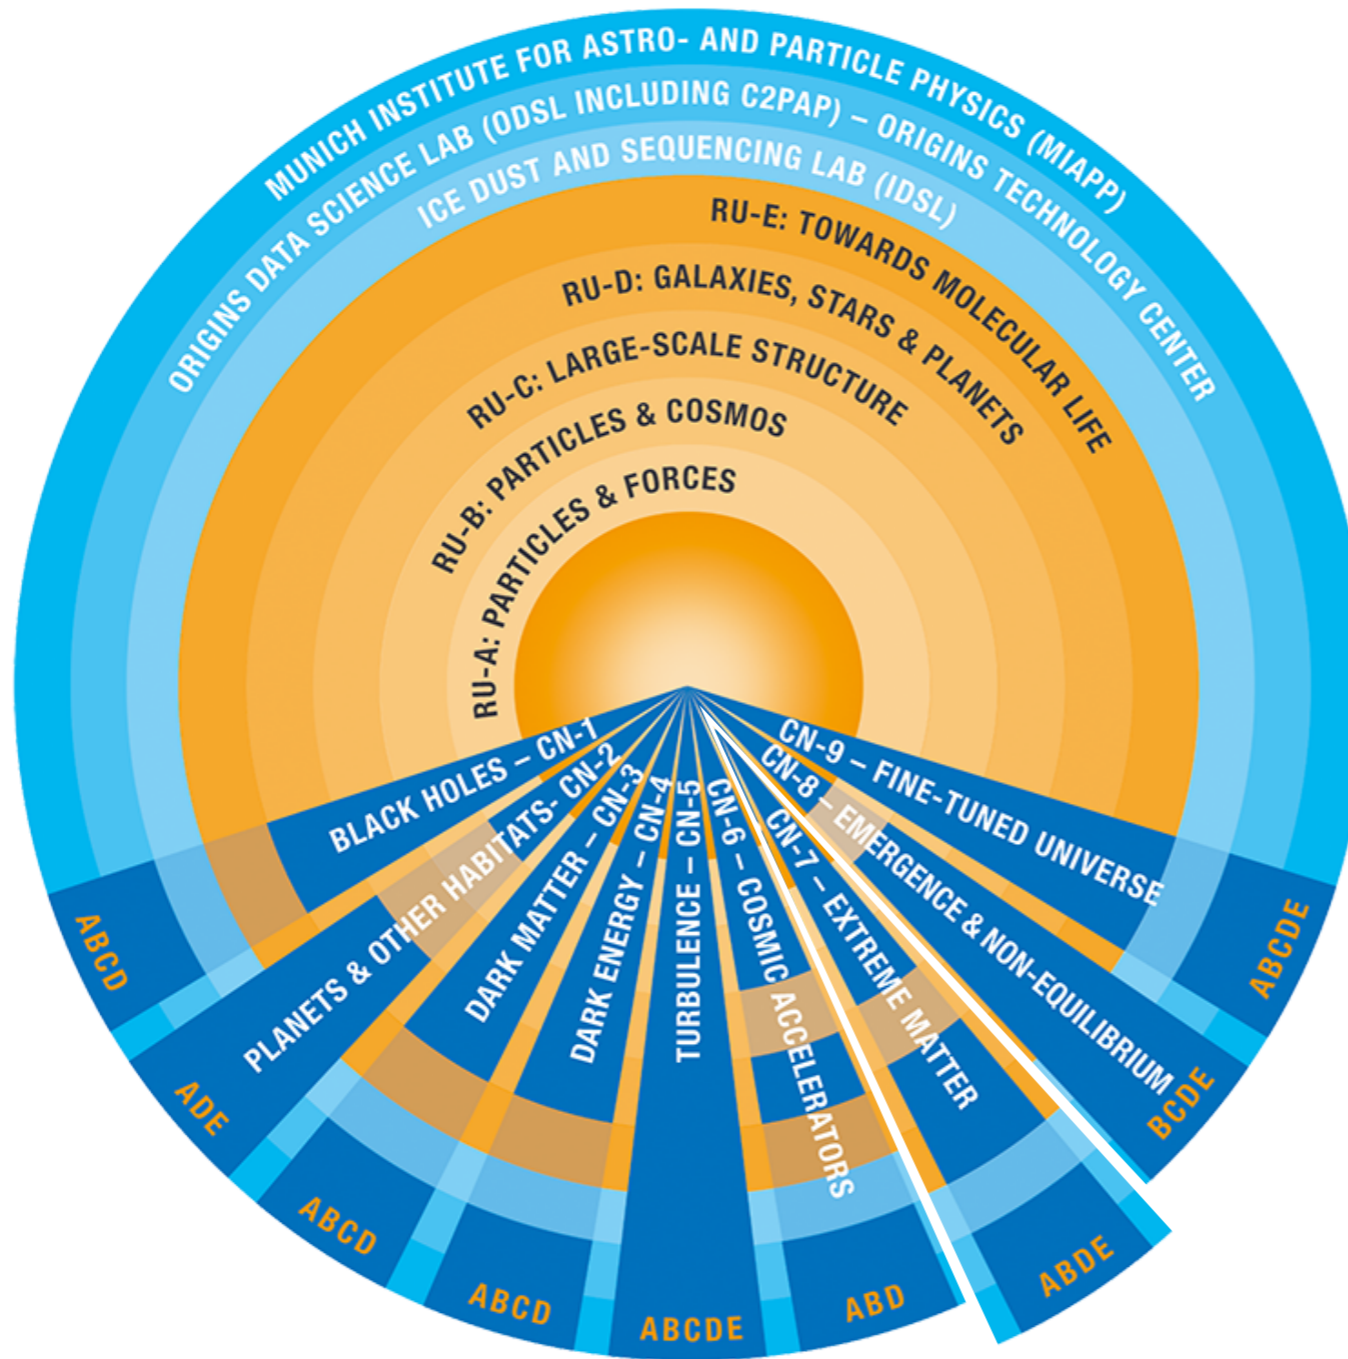 MUNICH INSTITUTE FOR ASTRO- AND PARTICLE PHYSICS (MIAPP)
ORIGINS DATA SCIENCE LAB (ODSL INCLUDING C2PAP) – ORIGINS TECHNOLOGY CENTER
ICE DUST AND SEQUENCING LAB (IDSL)
RU-E: TOWARDS MOLECULAR LIFE
RU-D: GALAXIES, STARS & PLANETS
RU-C: LARGE-SCALE STRUCTURE
RU-B: PARTICLES & COSMOS
RU-A: PARTICLES & FORCES
BLACK HOLES – CN-1
ABCD
PLANETS & OTHER HABITATS- CN-2
ADE
DARK MATTER – CN-3
ABCD
DARK ENERGY – CN-4
ABCD
TURBULENCE – CN-5
ABCDE
CN-6 – COSMIC ACCELERATORS
ABD
CN-7 – EXTREME MATTER
ABDE
CN-8 – EMERGENCE & NON-EQUILIBRIUM
BCDE
CN-9 – FINE-TUNED UNIVERSE
ABCDE